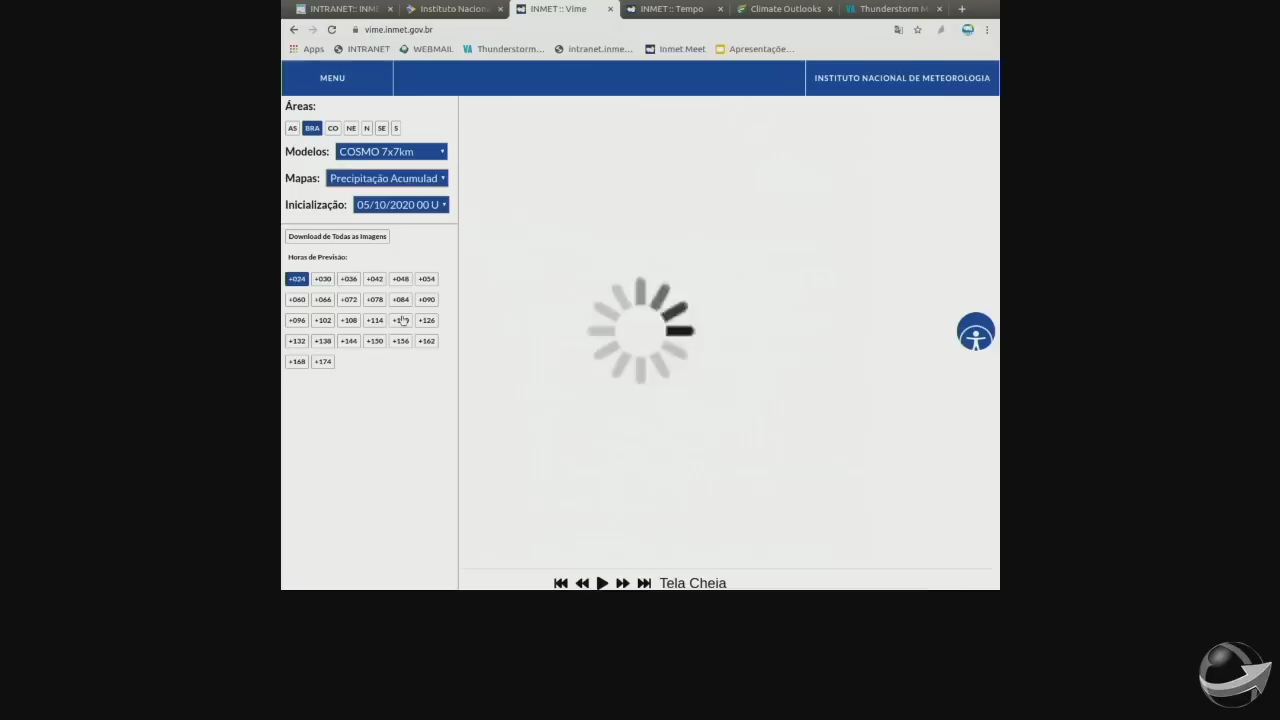 INTRANET:: INME
Instituto Nacion
INMET :: Vime
INMET :: Tempo
Climate Outlooks
Thunderstorm M
vime.inmet.gov.br
Apps INTRANET WEBMAIL Thunderstorm... intranet.inme... Inmet Meet Apresentaçõe...
MENU
INSTITUTO NACIONAL DE METEOROLOGIA
Áreas:
AS BRA CO NE N SE S
Modelos: COSMO 7x7km
Mapas: Precipitação Acumulad
Inicialização: 05/10/2020 00 U
Download de Todas as Imagens
Horas de Previsão:
+024 +030 +036 +042 +048 +054
+060 +066 +072 +078 +084 +090
+096 +102 +108 +114 +126
+132 +138 +144 +150 +156 +162
+168 +174
Tela Cheia